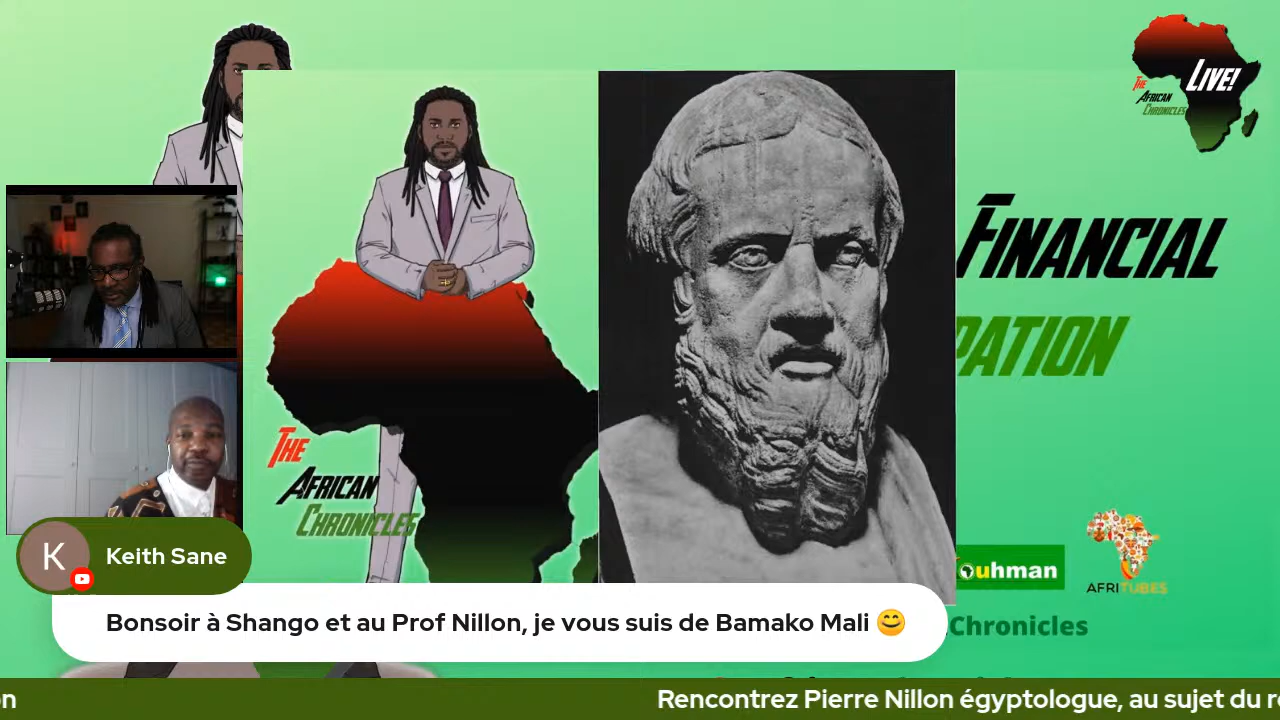 LIVE!
THE
AFRICAN
CHRONICLES
FINANCIAL
PATION
THE
AFRICAN
CHRONICLES
K
Keith Sane
ouhman
AFRITUBES
Bonsoir à Shango et au Prof Nillon, je vous suis de Bamako Mali 😊
Chronicles
on
Rencontrez Pierre Nillon égyptologue, au sujet du r